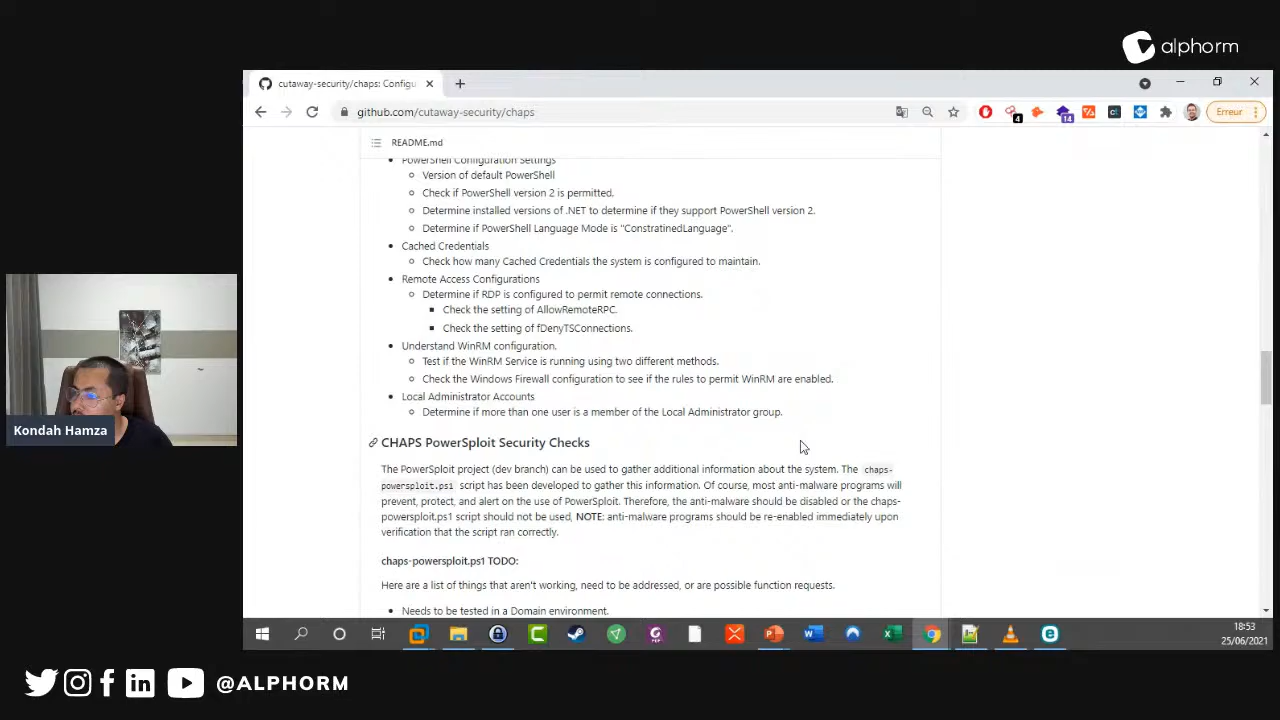 alphorm
cutaway-security/chaps: Configu
github.com/cutaway-security/chaps
4
14
Erreur
README.md
PowerShell Configuration Settings
Version of default PowerShell
Check if PowerShell version 2 is permitted.
Determine installed versions of .NET to determine if they support PowerShell version 2.
Determine if PowerShell Language Mode is "ConstratinedLanguage".
Cached Credentials
Check how many Cached Credentials the system is configured to maintain.
Remote Access Configurations
Determine if RDP is configured to permit remote connections.
Check the setting of AllowRemoteRPC.
Check the setting of fDenyTSConnections.
Understand WinRM configuration.
Test if the WinRM Service is running using two different methods.
Check the Windows Firewall configuration to see if the rules to permit WinRM are enabled.
Local Administrator Accounts
Determine if more than one user is a member of the Local Administrator group.
CHAPS PowerSploit Security Checks
The PowerSploit project (dev branch) can be used to gather additional information about the system. The chaps-
powersploit.ps1 script has been developed to gather this information. Of course, most anti-malware programs will
prevent, protect, and alert on the use of PowerSploit. Therefore, the anti-malware should be disabled or the chaps-
powersploit.ps1 script should not be used, NOTE: anti-malware programs should be re-enabled immediately upon
verification that the script ran correctly.
chaps-powersploit.ps1 TODO:
Here are a list of things that aren't working, need to be addressed, or are possible function requests.
Needs to be tested in a Domain environment.
Kondah Hamza
18:53
25/06/2021
@ALPHORM